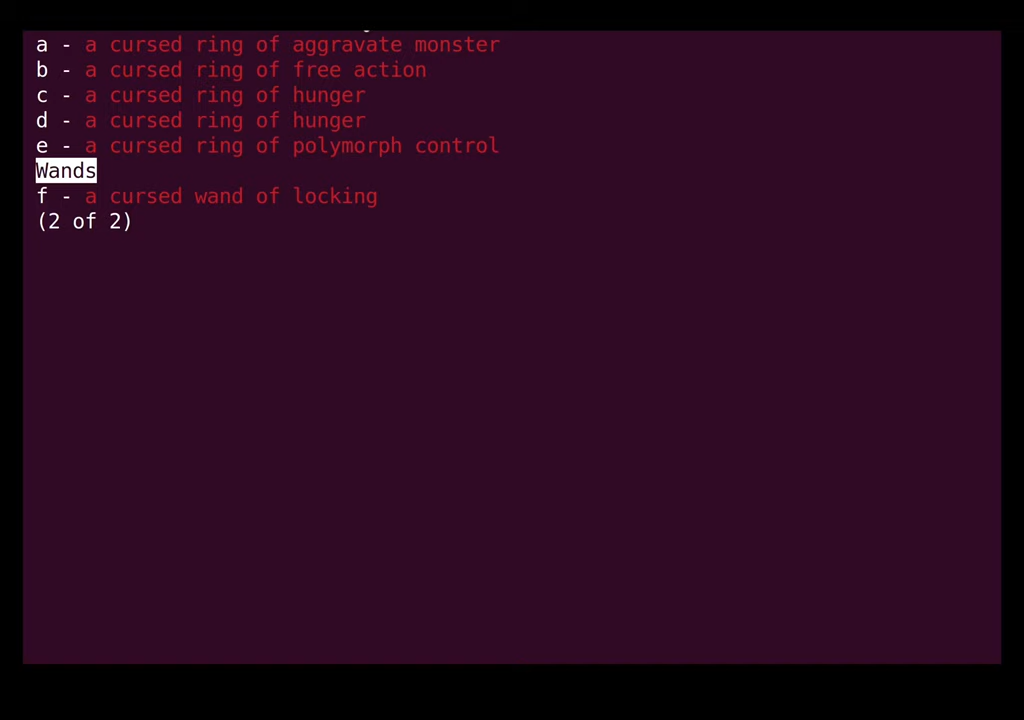 a - a cursed ring of aggravate monster
b - a cursed ring of free action
c - a cursed ring of hunger
d - a cursed ring of hunger
e - a cursed ring of polymorph control
Wands
f - a cursed wand of locking
(2 of 2)